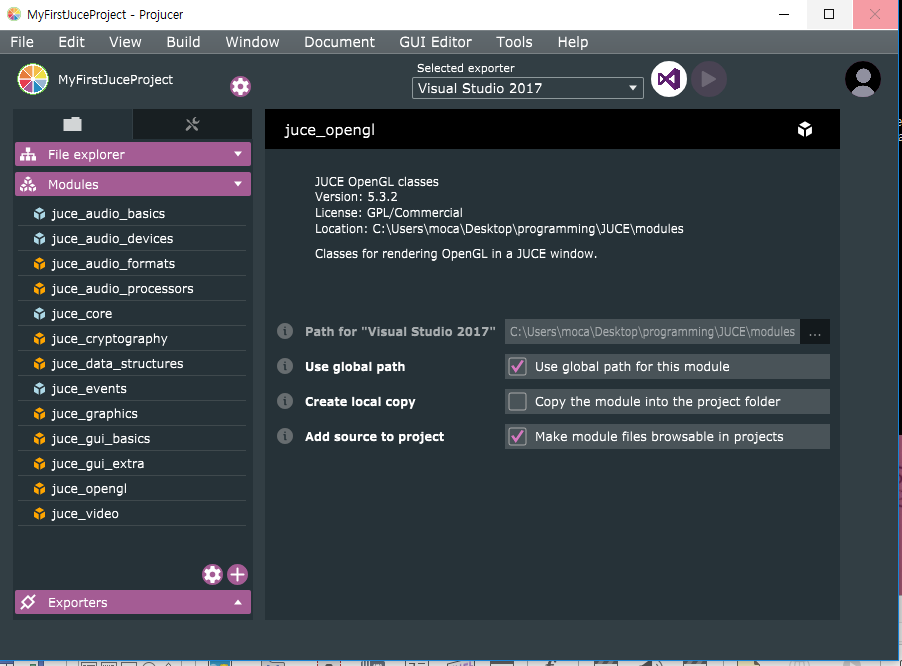 MyFirstJuceProject - Projucer
File Edit View Build Window Document GUI Editor Tools Help
MyFirstJuceProject
Selected exporter
Visual Studio 2017
File explorer
Modules
juce_audio_basics
juce_audio_devices
juce_audio_formats
juce_audio_processors
juce_core
juce_cryptography
juce_data_structures
juce_events
juce_graphics
juce_gui_basics
juce_gui_extra
juce_opengl
juce_video
Exporters
juce_opengl
JUCE OpenGL classes
Version: 5.3.2
License: GPL/Commercial
Location: C:\Users\moca\Desktop\programming\JUCE\modules
Classes for rendering OpenGL in a JUCE window.
Path for "Visual Studio 2017" C:\Users\moca\Desktop\programming\JUCE\modules ...
Use global path Use global path for this module
Create local copy Copy the module into the project folder
Add source to project Make module files browsable in projects